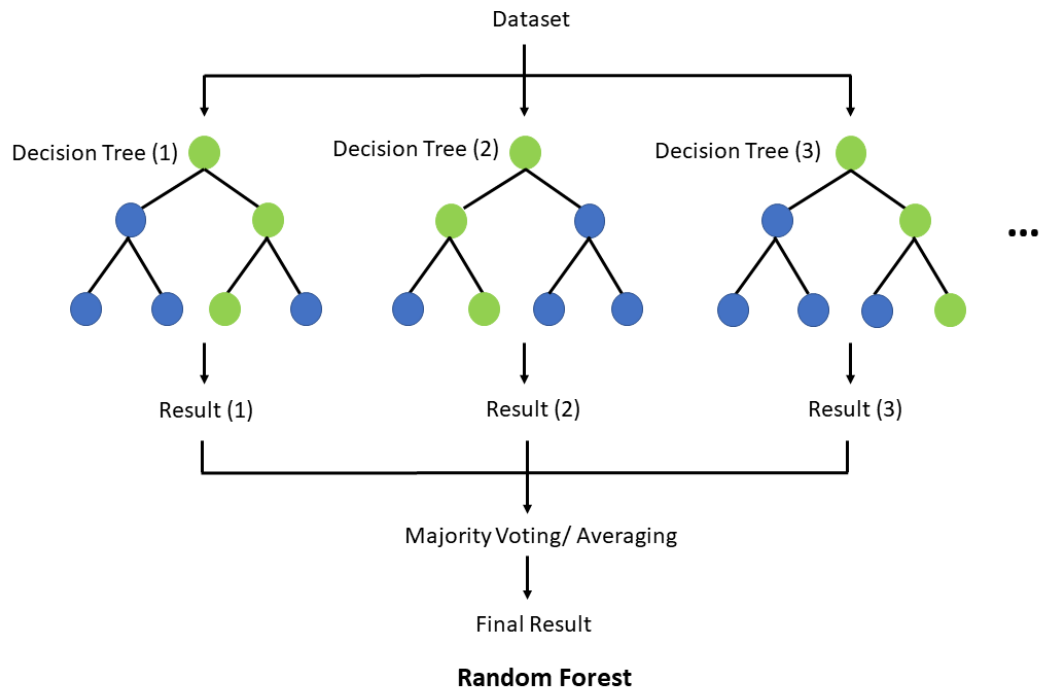 Dataset
Decision Tree (1)
Decision Tree (2)
Decision Tree (3)
...
Result (1)
Result (2)
Result (3)
Majority Voting/ Averaging
Final Result
Random Forest